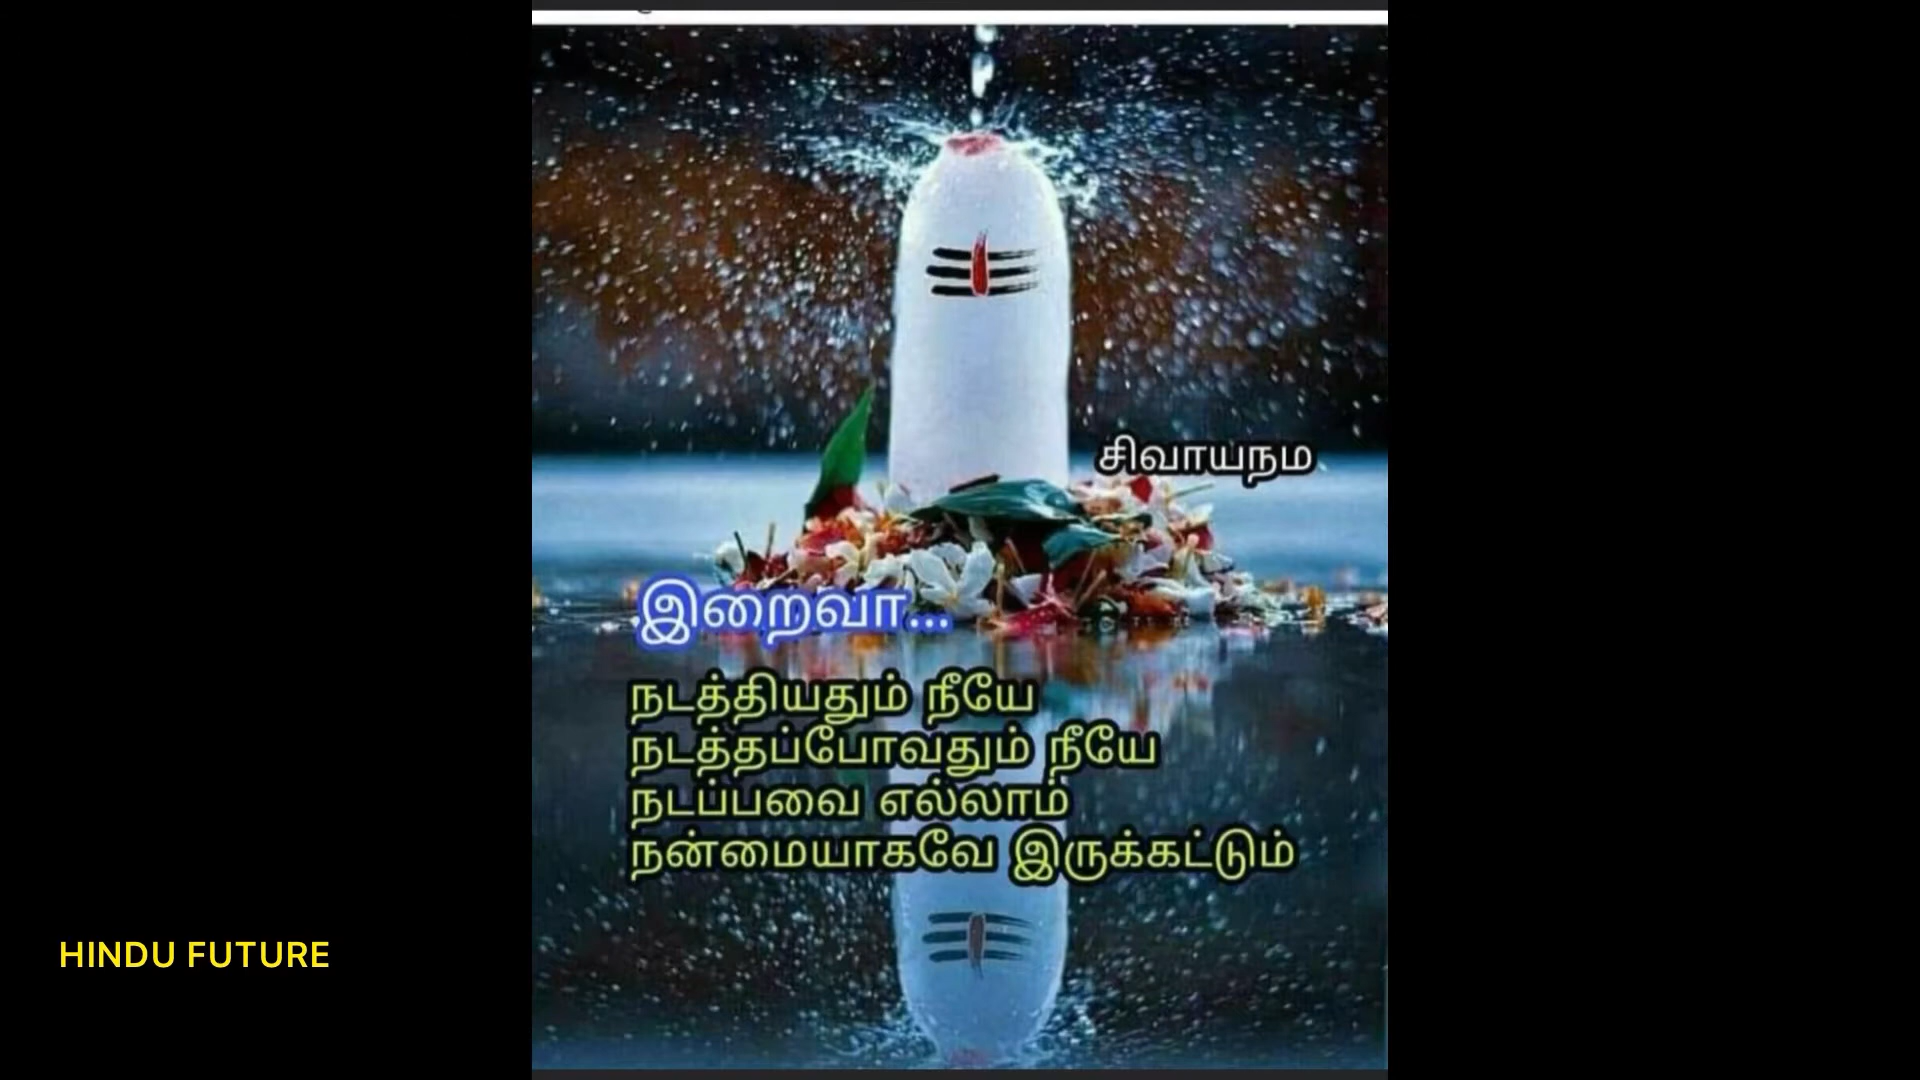 சிவாயநம
இறைவா...
நடத்தியதும் நீயே
நடத்தப்போவதும் நீயே
நடப்பவை எல்லாம்
நன்மையாகவே இருக்கட்டும்
HINDU FUTURE